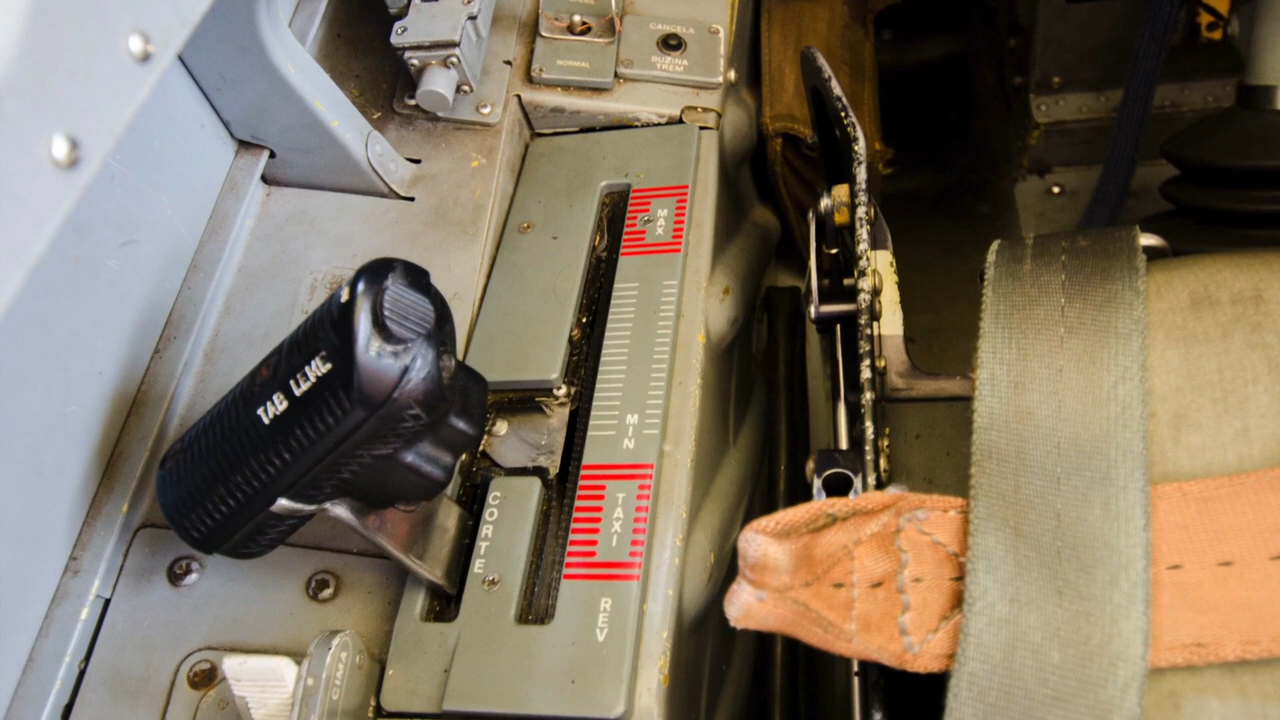 NORMAL
CANCELA
BUZINA
TREM
MAX
TAB LEME
MIN
CORTE
TAXI
REV
CIMA